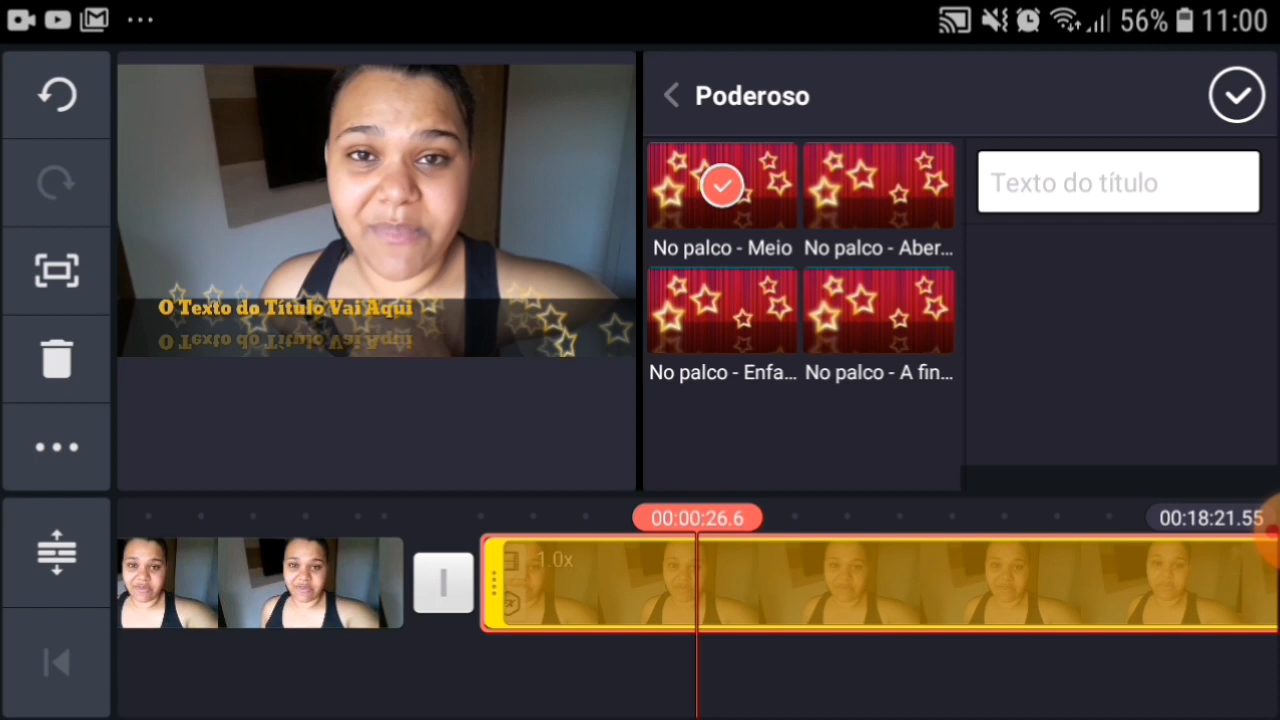 56% 11:00
Poderoso
Texto do título
No palco - Meio
No palco - Aber...
No palco - Enfa...
No palco - A fin...
O Texto do Título Vai Aqui
O Texto do Título Vai Aqui
00:00:26.6
00:18:21.55
1.0x